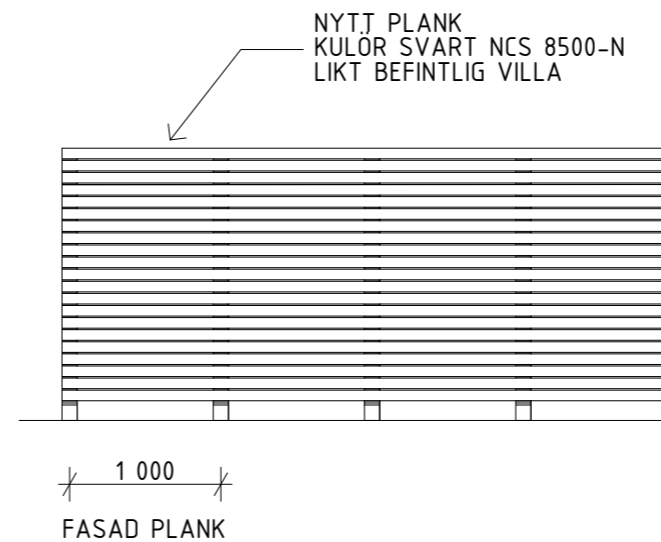 NYTT PLANK
KULÖR SVART NCS 8500-N
LIKT BEFINTLIG VILLA
1 000
FASAD PLANK